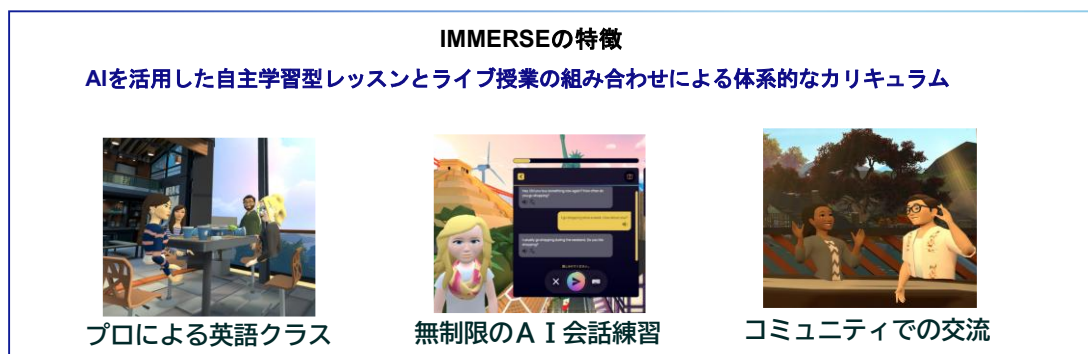 IMMERSEの特徴
AIを活用した自主学習型レッスンとライブ授業の組み合わせによる体系的なカリキュラム
プロによる英語クラス
無制限のAI会話練習
コミュニティでの交流